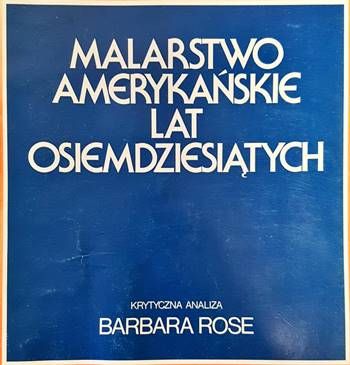 MALARSTWO
AMERYKAŃSKIE
LAT
OSIEMDZIESIĄTYCH
KRYTYCZNA ANALIZA
BARBARA ROSE